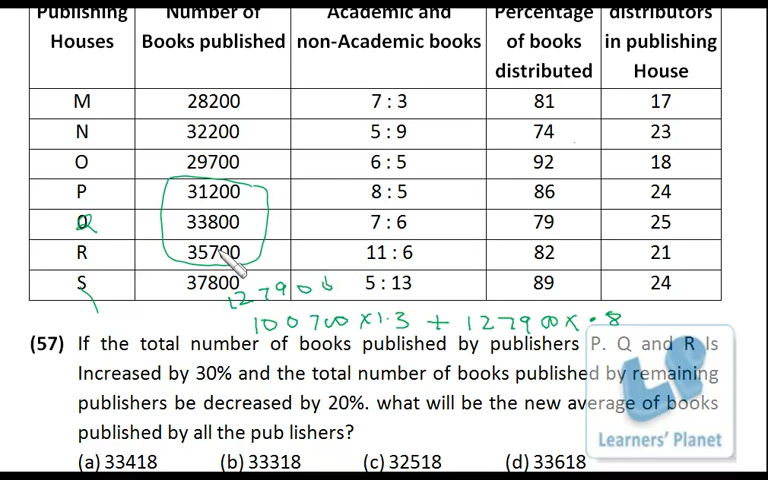 Publishing Number of Academic and Percentage distributors
Houses Books published non-Academic books of books in publishing
distributed House
M 28200 7 : 3 81 17
N 32200 5 : 9 74 23
O 29700 6 : 5 92 18
P 31200 8 : 5 86 24
Q 33800 7 : 6 79 25
R 35700 11 : 6 82 21
S 37800 5 : 13 89 24
127900
100700 x 1.3 + 127900 x .8
(57) If the total number of books published by publishers P. Q and R Is
Increased by 30% and the total number of books published by remaining
publishers be decreased by 20%. what will be the new average of books
published by all the pub lishers?
Learners' Planet
(a) 33418 (b) 33318 (c) 32518 (d) 33618